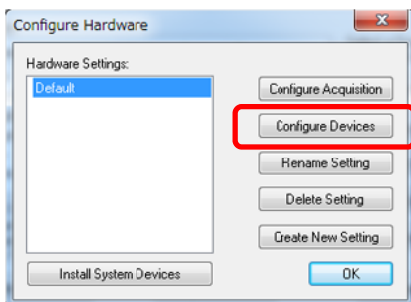 Configure Hardware
Hardware Settings:
Default
Configure Acquisition
Configure Devices
Rename Setting
Delete Setting
Create New Setting
Install System Devices
OK